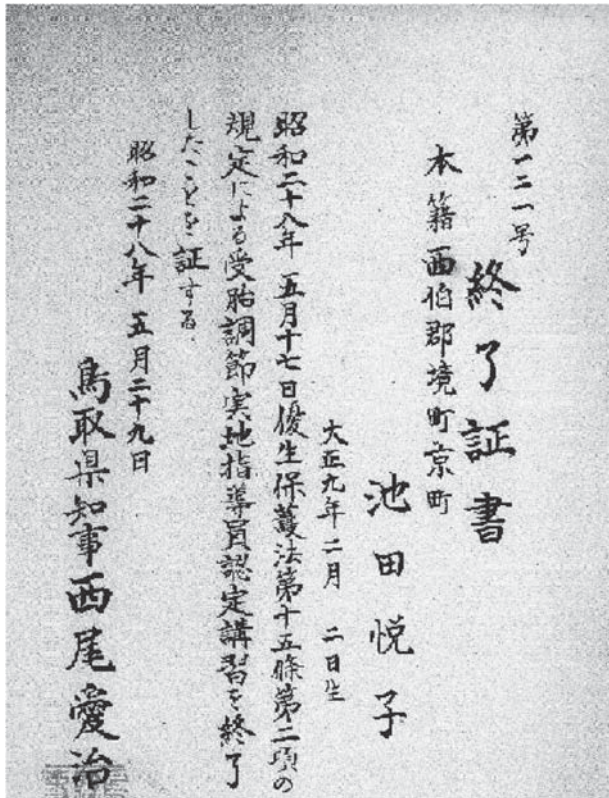 第一二一号
終了証書
本籍西伯郡境町京町
池田悦子
大正九年二月 二日生
昭和二十八年 五月十七日優生保護法第十五條第二項の
規定による受胎調節実地指導員認定講習を終了
したことを証する
昭和二十八年 五月二十九日
鳥取県知事西尾愛治